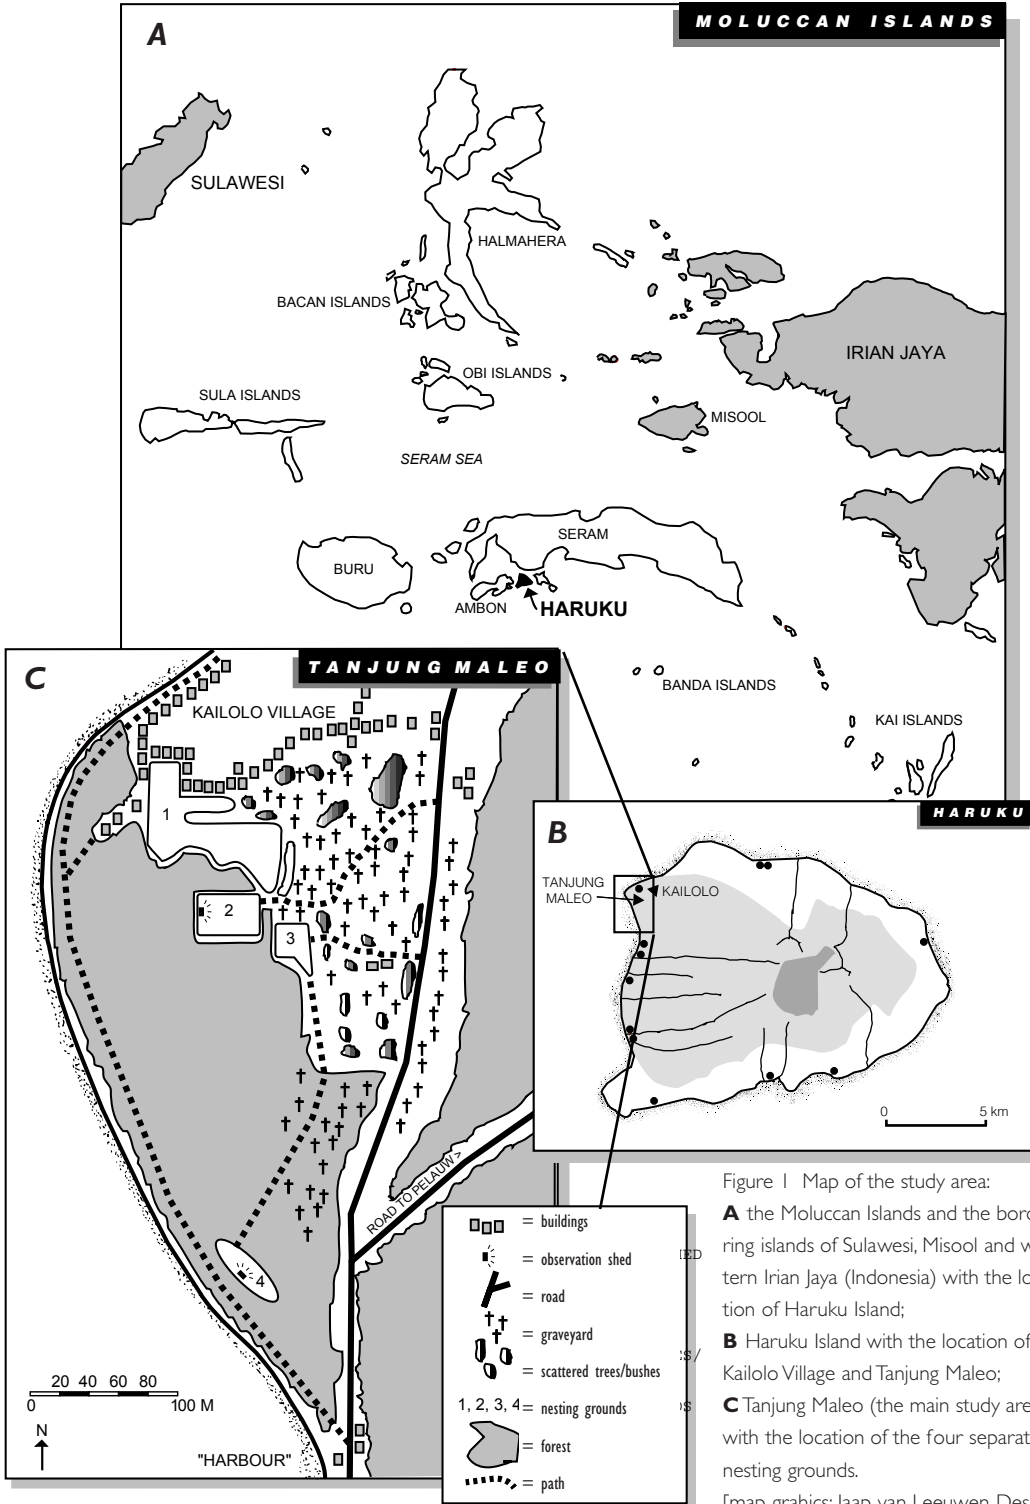 A
MOLUCCAN ISLANDS
SULAWESI
HALMAHERA
BACAN ISLANDS
IRIAN JAYA
OBI ISLANDS
SULA ISLANDS
MISOOL
SERAM SEA
SERAM
BURU
AMBON
HARUKU
BANDA ISLANDS
KAI ISLANDS
C
TANJUNG MALEO
KAILOLO VILLAGE
1
2
3
4
ROAD TO PELAUW >
20 40 60 80
0 100 M
N
"HARBOUR"
B
HARUKU
TANJUNG
MALEO
KAILOLO
0 5 km
= buildings
= observation shed
= road
= graveyard
= scattered trees/bushes
1, 2, 3, 4 = nesting grounds
= forest
= path
Figure 1 Map of the study area:
A the Moluccan Islands and the bord
ring islands of Sulawesi, Misool and w
tern Irian Jaya (Indonesia) with the lo
tion of Haruku Island;
B Haruku Island with the location of
Kailolo Village and Tanjung Maleo;
C Tanjung Maleo (the main study are
with the location of the four separat
nesting grounds.
[map grahics: Jaap van Leeuwen Des